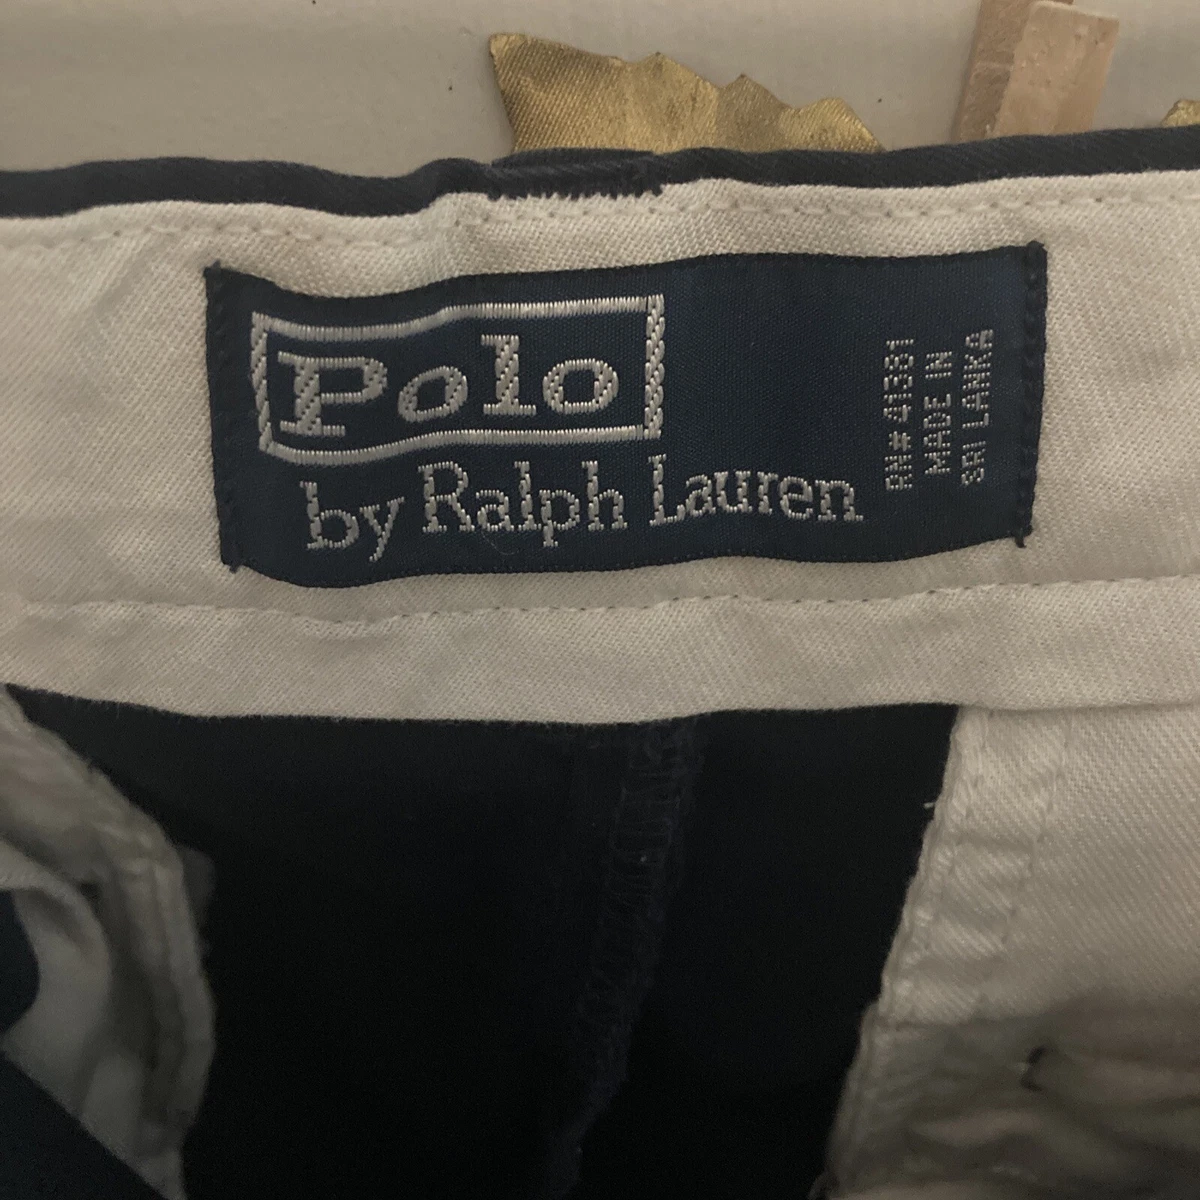 Polo
by Ralph Lauren
RN# 41381
MADE IN
SRI LANKA